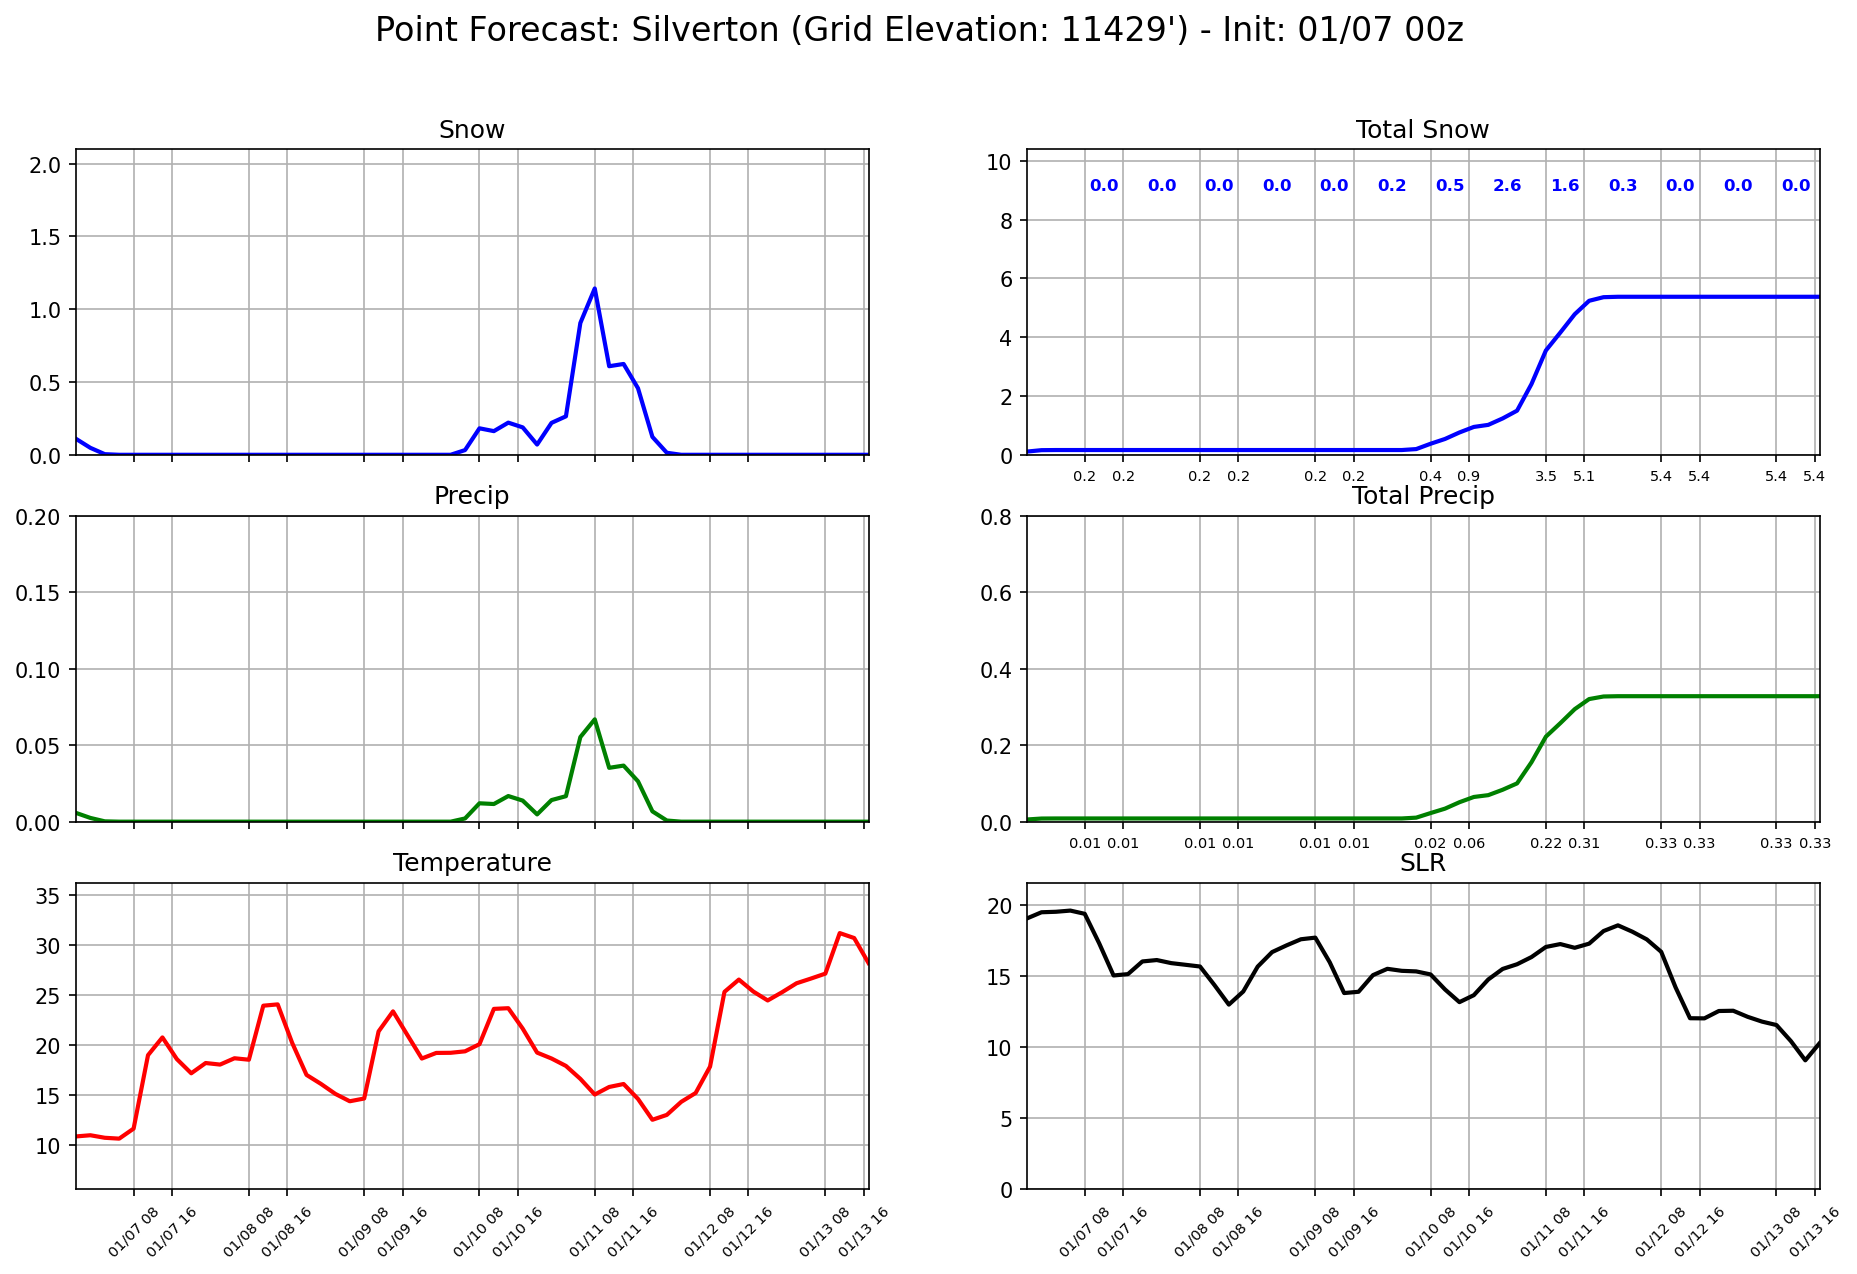 Point Forecast: Silverton (Grid Elevation: 11429') - Init: 01/07 00z
Snow
2.0
1.5
1.0
0.5
0.0
Total Snow
10
8
6
4
2
0
0.0 0.0 0.0 0.0 0.0 0.2 0.5 2.6 1.6 0.3 0.0 0.0 0.0
0.2 0.2 0.2 0.2 0.2 0.2 0.4 0.9 3.5 5.1 5.4 5.4 5.4 5.4
Precip
0.20
0.15
0.10
0.05
0.00
Total Precip
0.8
0.6
0.4
0.2
0.0
0.01 0.01 0.01 0.01 0.01 0.01 0.02 0.06 0.22 0.31 0.33 0.33 0.33 0.33
Temperature
35
30
25
20
15
10
01/07 08 01/07 16 01/08 08 01/08 16 01/09 08 01/09 16 01/10 08 01/10 16 01/11 08 01/11 16 01/12 08 01/12 16 01/13 08 01/13 16
SLR
20
15
10
5
0
01/07 08 01/07 16 01/08 08 01/08 16 01/09 08 01/09 16 01/10 08 01/10 16 01/11 08 01/11 16 01/12 08 01/12 16 01/13 08 01/13 16